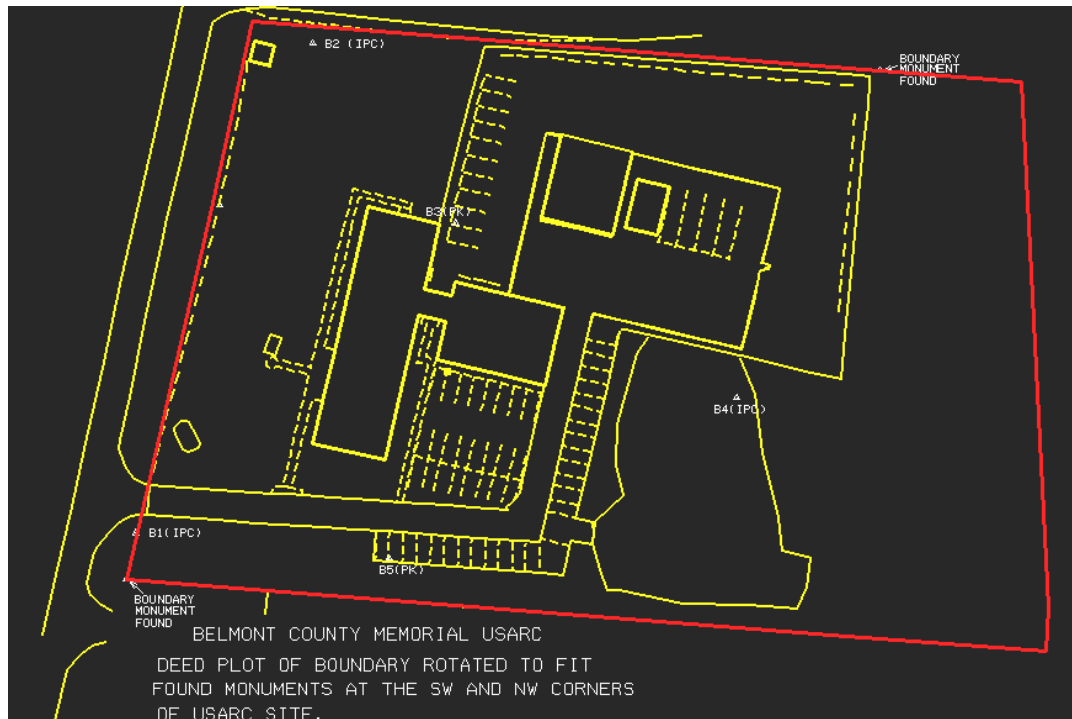 B2 (IPC)
BOUNDARY
MONUMENT
FOUND
B3(PK)
B4(IPC)
B1(IPC)
B5(PK)
BOUNDARY
MONUMENT
FOUND
BELMONT COUNTY MEMORIAL USARC
DEED PLOT OF BOUNDARY ROTATED TO FIT
FOUND MONUMENTS AT THE SW AND NW CORNERS
OF USARC SITE.